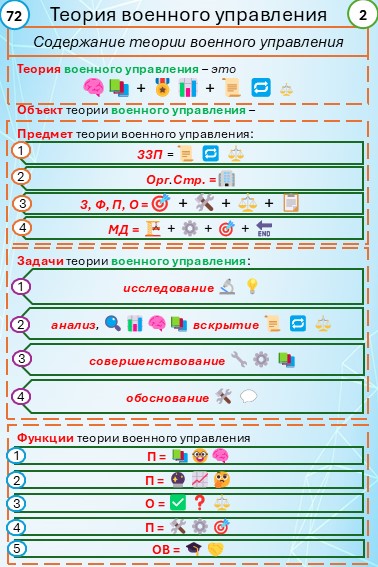 72 Теория военного управления 2
Содержание теории военного управления
Теория военного управления – это
🧠 📚 + 🏅 📊 + 📜 🔁 ⚖️
Объект теории военного управления –
Предмет теории военного управления:
1 ЗЗП = 📜 🔁 ⚖️
2 Орг.Стр. = 🏢
3 З, Ф, П, О = 🎯 + 🛠️ + ⚖️ + 📋
4 МД = 🏗️ + ⚙️ + 🎯 + 🔚
Задачи теории военного управления:
1 исследование 🔬 💡
2 анализ, 🔍 📊 🧠 📚 вскрытие 📜 🔁 ⚖️
3 совершенствование 🔧 ⚙️ 📚
4 обоснование 🛠️ 💬
Функции теории военного управления
1 П = 📚 🤓 🧠
2 П = 🔮 📈 🤔
3 О = ✅ ❓ ⚖️
4 П = 🛠️ ⚙️ 🎯
5 ОВ = 🎓 🤝